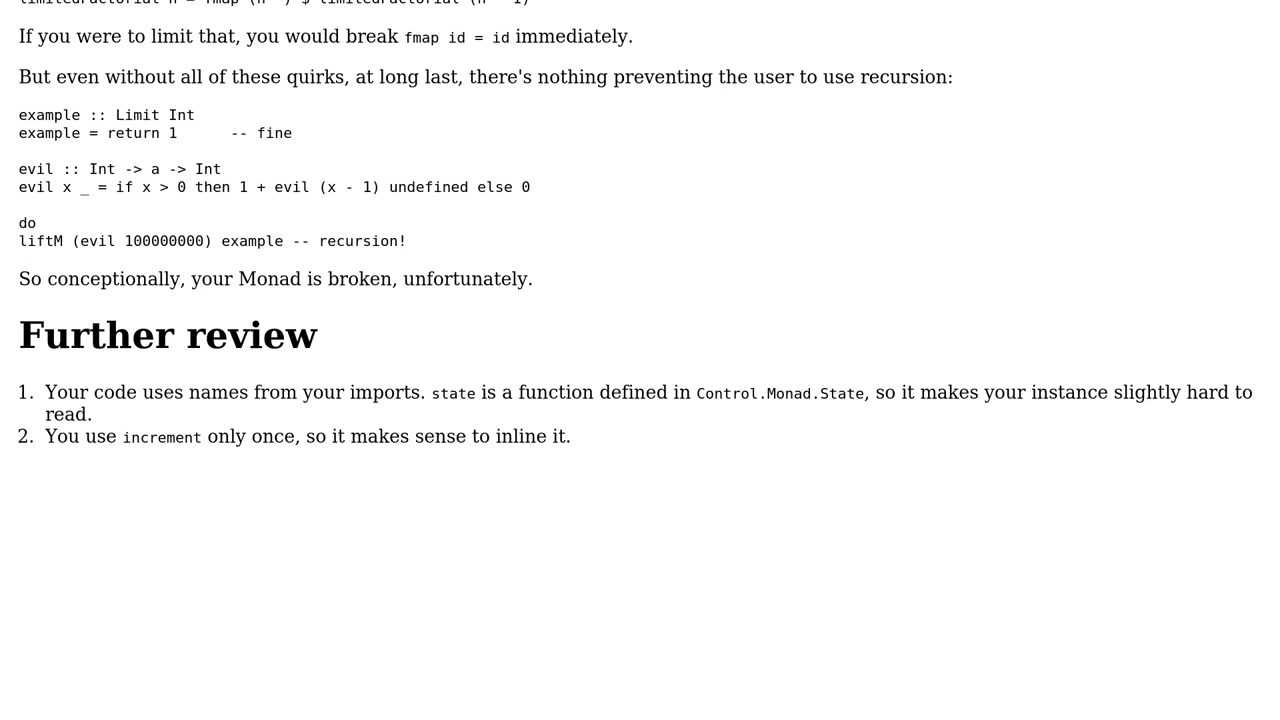 If you were to limit that, you would break fmap id = id immediately.
But even without all of these quirks, at long last, there's nothing preventing the user to use recursion:
example :: Limit Int
example = return 1      -- fine
evil :: Int -> a -> Int
evil x _ = if x > 0 then 1 + evil (x - 1) undefined else 0
do
liftM (evil 100000000) example -- recursion!
So conceptionally, your Monad is broken, unfortunately.
Further review
1. Your code uses names from your imports. state is a function defined in Control.Monad.State, so it makes your instance slightly hard to
read.
2. You use increment only once, so it makes sense to inline it.